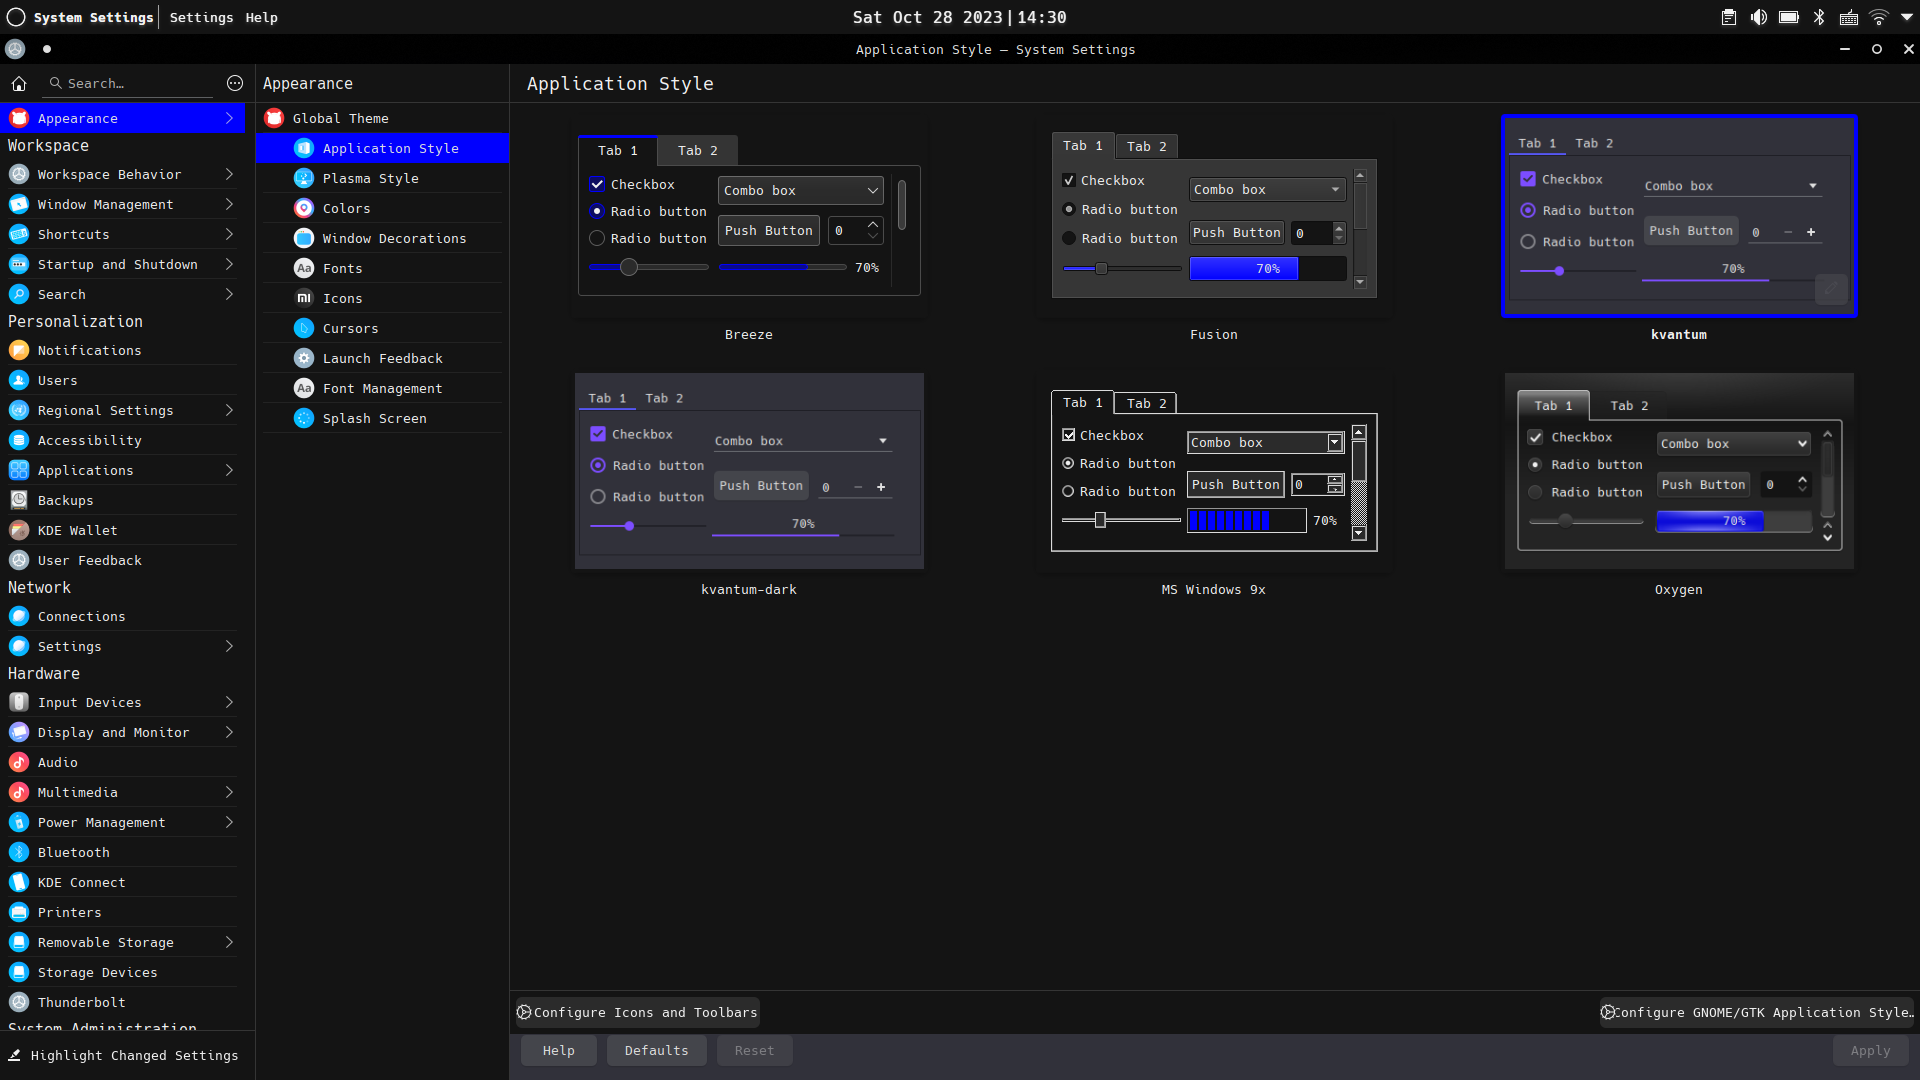 System Settings Settings Help
Sat Oct 28 2023|14:30
Application Style — System Settings
Search…
Appearance
Workspace
Workspace Behavior
Window Management
Shortcuts
Startup and Shutdown
Search
Personalization
Notifications
Users
Regional Settings
Accessibility
Applications
Backups
KDE Wallet
User Feedback
Network
Connections
Settings
Hardware
Input Devices
Display and Monitor
Audio
Multimedia
Power Management
Bluetooth
KDE Connect
Printers
Removable Storage
Storage Devices
Thunderbolt
System Administration
Highlight Changed Settings
Appearance
Global Theme
Application Style
Plasma Style
Colors
Window Decorations
Aa Fonts
mi Icons
Cursors
Launch Feedback
Aa Font Management
Splash Screen
Application Style
Tab 1 Tab 2
Checkbox Combo box
Radio button
Push Button 0
Radio button
70%
Breeze
Tab 1 Tab 2
Checkbox Combo box
Radio button
Push Button 0
Radio button
70%
Fusion
Tab 1 Tab 2
Checkbox Combo box
Radio button
Push Button 0 − +
Radio button
70%
kvantum
Tab 1 Tab 2
Checkbox Combo box
Radio button
Push Button 0 − +
Radio button
70%
kvantum-dark
Tab 1 Tab 2
Checkbox Combo box
Radio button
Push Button 0
Radio button
70%
MS Windows 9x
Tab 1 Tab 2
Checkbox Combo box
Radio button
Push Button 0
Radio button
70%
Oxygen
Configure Icons and Toolbars
Configure GNOME/GTK Application Style…
Help Defaults Reset Apply